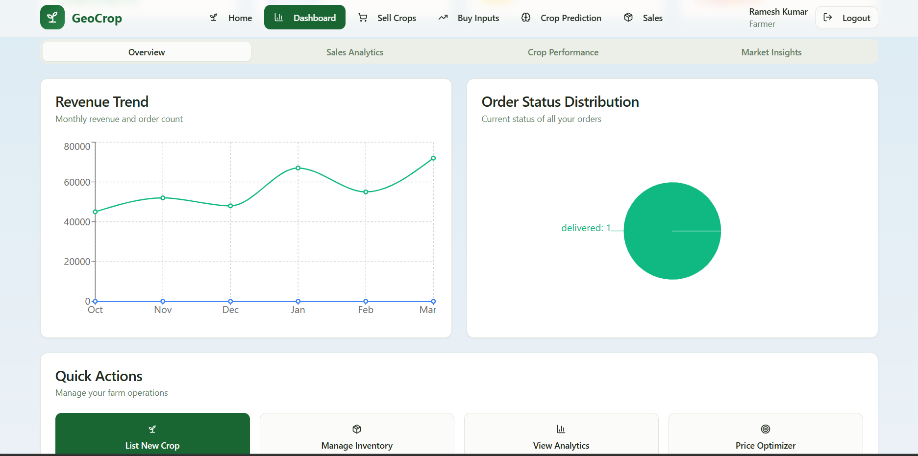 GeoCrop
Home
Dashboard
Sell Crops
Buy Inputs
Crop Prediction
Sales
Ramesh Kumar
Farmer
Logout
Overview
Sales Analytics
Crop Performance
Market Insights
Revenue Trend
Monthly revenue and order count
80000
60000
40000
20000
0
Oct
Nov
Dec
Jan
Feb
Mar
Order Status Distribution
Current status of all your orders
delivered: 1
Quick Actions
Manage your farm operations
List New Crop
Manage Inventory
View Analytics
Price Optimizer